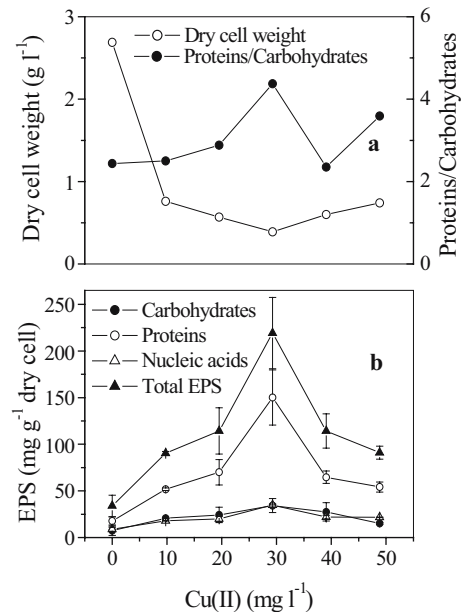 Dry cell weight (g l⁻¹)
3
2
1
0
Dry cell weight
Proteins/Carbohydrates
a
6
4
2
0
Proteins/Carbohydrates
EPS (mg g⁻¹ dry cell)
250
200
150
100
50
0
Carbohydrates
Proteins
Nucleic acids
Total EPS
b
0 10 20 30 40 50
Cu(II) (mg l⁻¹)